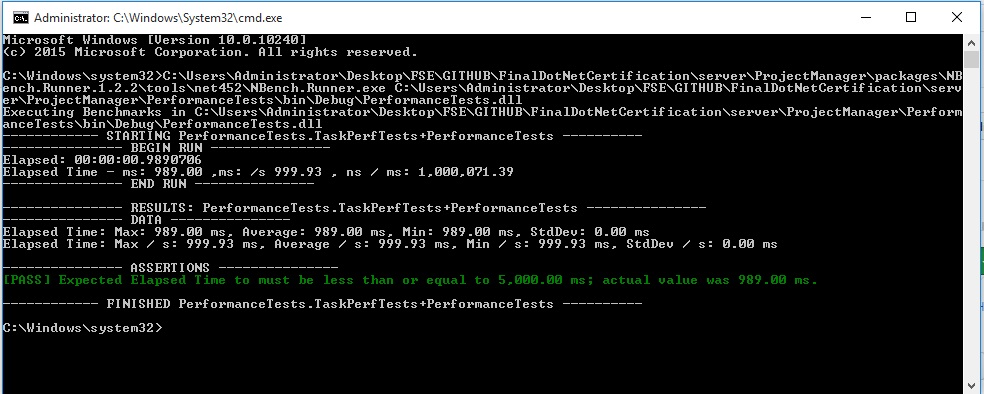 Administrator: C:\Windows\System32\cmd.exe
Microsoft Windows [Version 10.0.10240]
(c) 2015 Microsoft Corporation. All rights reserved.
C:\Windows\system32>C:\Users\Administrator\Desktop\FSE\GITHUB\FinalDotNetCertification\server\ProjectManager\packages\NB
ench.Runner.1.2.2\tools\net452\NBench.Runner.exe C:\Users\Administrator\Desktop\FSE\GITHUB\FinalDotNetCertification\serv
er\ProjectManager\PerformanceTests\bin\Debug\PerformanceTests.dll
Executing Benchmarks in C:\Users\Administrator\Desktop\FSE\GITHUB\FinalDotNetCertification\server\ProjectManager\Perform
anceTests\bin\Debug\PerformanceTests.dll
------------ STARTING PerformanceTests.TaskPerfTests+PerformanceTests ----------
--------------- BEGIN RUN ---------------
Elapsed: 00:00:00.9890706
Elapsed Time - ms: 989.00 ,ms: /s 999.93 , ns / ms: 1,000,071.39
--------------- END RUN ---------------
--------------- RESULTS: PerformanceTests.TaskPerfTests+PerformanceTests ---------------
--------------- DATA ---------------
Elapsed Time: Max: 989.00 ms, Average: 989.00 ms, Min: 989.00 ms, StdDev: 0.00 ms
Elapsed Time: Max / s: 999.93 ms, Average / s: 999.93 ms, Min / s: 999.93 ms, StdDev / s: 0.00 ms
--------------- ASSERTIONS ---------------
[PASS] Expected Elapsed Time to must be less than or equal to 5,000.00 ms; actual value was 989.00 ms.
------------ FINISHED PerformanceTests.TaskPerfTests+PerformanceTests ----------
C:\Windows\system32>